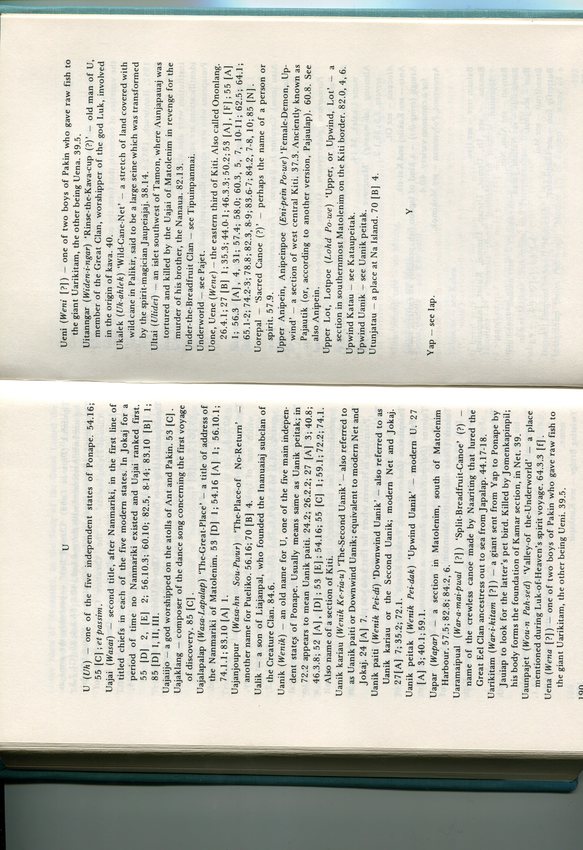 U
U (Uh) — one of the five independent states of Ponape. 54.16;
55 [C]; et passim.
Uajai (Wasai) — second title, after Nanmariki, in the first line of
titled chiefs in each of the five modern states. In Jokaj for a
period of time no Nanmariki existed and Uajai ranked first.
55 [D] 2, [E] 2; 56.10.3; 60.10; 82.5, 8-14; 83.10 [B] 1;
85 [D] I, II, III.
Uajaiijo — a god worshipped on the atolls of Ant and Pakin. 53 [C].
Uajaklang — composer of the dance song concerning the first voyage
of discovery. 85 [C].
Uajalapalap (Wasa-Lapalap) 'The-Great-Place' — a title of address of
the Nanmariki of Matolenim. 53 [D] 1; 54.16 [A] 1; 56.10.1;
74.1.1; 83.10 [A] 1.
Uajanjoupur (Wasa-hn Sou-Pwur) 'The-Place-of No-Return' —
another name for Pueliko. 56.16; 70 [B] 4.
Ualik — a son of Liajanpal, who founded the Inanuaiaj subclan of
the Creature Clan. 84.6.
Uanik (Wenik) — an old name for U, one of the five main indepen-
dent states of Ponape. Usually means same as Uanik peitak; in
72.2 appears to mean Uanik paiti. 24.2; 26.2.2; 27 [A] 3; 40.8;
46.3.8; 52 [A], [D]; 53 [E]; 54.16; 55 [C] 1; 59.1; 72.2; 74.1.
Also name of a section of Kiti.
Uanik kariau (Wenik Ke-ria-u) 'The-Second Uanik' — also referred to
as Uanik paiti or Downwind Uanik; equivalent to modern Net and
Jokaj. 24 [A] 7.
Uanik paiti (Wenik Pei-di) 'Downwind Uanik' — also referred to as
Uanik kariau or the Second Uanik; modern Net and Jokaj.
27[A] 7; 35.2; 72.1.
Uanik peitak (Wenik Pei-dak) 'Upwind Uanik' — modern U. 27
[A] 3; 40.1; 59.1.
Uapar (Wapar) — a section in Matolenim, south of Matolenim
Harbour. 57.5; 82.8; 84.2, 6.
Uaramaipual (War-a-mai-pwal [?]) 'Split-Breadfruit-Canoe' (?) —
name of the crewless canoe made by Naariting that lured the
Great Eel Clan ancestress out to sea from Japalap. 44.17-18.
Uarikitam (War-i-kitam [?]) — a giant sent from Yap to Ponape by
Jauiap to look for the latter's pet bird. Killed by Jomenkapinpil;
his body forms the foundation of Kamar section, in Net. 39.
Uaunpajet (Wou-n Pah-sed) 'Valley-of the-Underworld' — a place
mentioned during Luk-of-Heaven's spirit voyage. 64.3.3 [f].
Uena (Wena [?]) — one of two boys of Pakin who gave raw fish to
the giant Uarikitam, the other being Ueni. 39.5.
190
Ueni (Weni [?]) — one of two boys of Pakin who gave raw fish to
the giant Uarikitam, the other being Uena. 39.5.
Uitanngar (Widen-i-ngar) 'Rinse-the-Kava-cup (?)' — old man of U,
member of the Great Clan, worshipper of the god Luk, involved
in the origin of kava. 40.
Ukalek (Uk-ahlek) 'Wild-Cane-Net' — a stretch of land covered with
wild cane in Palikir, said to be a large seine which was transformed
by the spirit-magician Jaupeiajaj. 38.14.
Ultai (Ulidei) — an islet southwest of Tamon, where Aunjapauaj was
tortured and killed by the Uajai of Matolenim in revenge for the
murder of his brother, the Nanaua. 82.13.
Under-the-Breadfruit Clan — see Tipuinpanmai.
Underworld — see Pajet.
Uone, Uene (Wene) — the eastern third of Kiti. Also called Ononlang.
26.4.1; 27 [B] 1; 35.3; 44.0-1; 46.3.3; 50.2; 53 [A], [F]; 55 [A]
1; 56.3 [A], 4, 31; 57.4; 58.0; 60.3, 5, 7, 10-11; 62.5; 64.1;
65.1-2; 74.2-3; 78.8; 82.3, 8-9; 83.6-7; 84.2, 7-8, 10; 85 [N].
Uorepal — 'Sacred Canoe (?)' — perhaps the name of a person or
spirit. 57.9.
Upper Anipein, Anipeinpoe (Eni-pein Po-we) 'Female-Demon, Up-
wind' — a section of west central Kiti. 37.3. Anciently known as
Pajautik (or, according to another version, Pajaulap). 60.8. See
also Anipein.
Upper Lot, Lotpoe (Lohd Po-we) 'Upper, or Upwind, Lot' — a
section in southernmost Matolenim on the Kiti border. 82.0, 4, 6.
Upwind Katau — see Kataupeitak.
Upwind Uanik — see Uanik peitak.
Utunjatau — a place at Na Island. 70 [B] 4.
Y
Yap — see Iap.